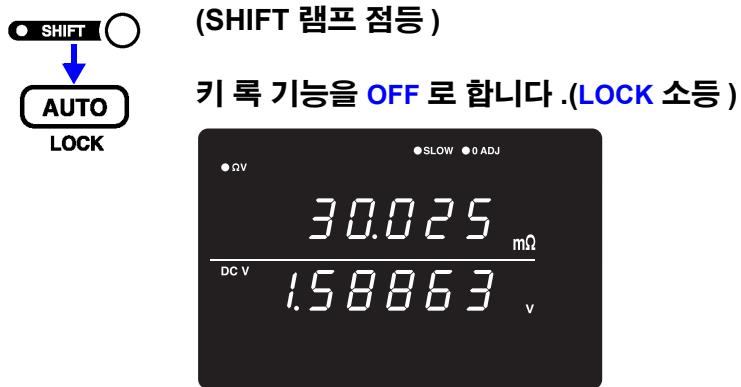 SHIFT
(SHIFT 램프 점등 )
AUTO
LOCK
키 록 기능을 OFF 로 합니다 .(LOCK 소등 )
SLOW 0 ADJ
ΩV
30.025 mΩ
DC V
1.58863 V